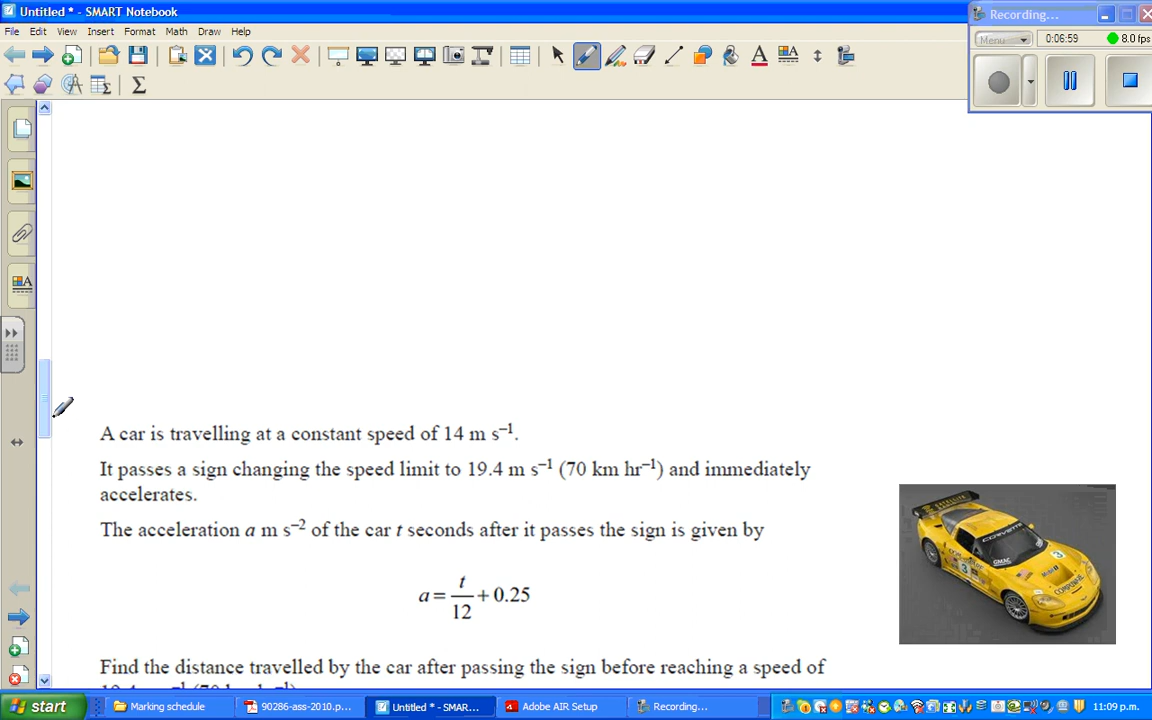 Untitled * - SMART Notebook
Recording...
File Edit View Insert Format Math Draw Help
Menu 0:06:59 8.0 fps
A car is travelling at a constant speed of 14 m s⁻¹.
It passes a sign changing the speed limit to 19.4 m s⁻¹ (70 km hr⁻¹) and immediately
accelerates.
The acceleration a m s⁻² of the car t seconds after it passes the sign is given by
a = t/12 + 0.25
Find the distance travelled by the car after passing the sign before reaching a speed of
start Marking schedule 90286-ass-2010.p... Untitled * - SMAR... Adobe AIR Setup Recording... 11:09 p.m.